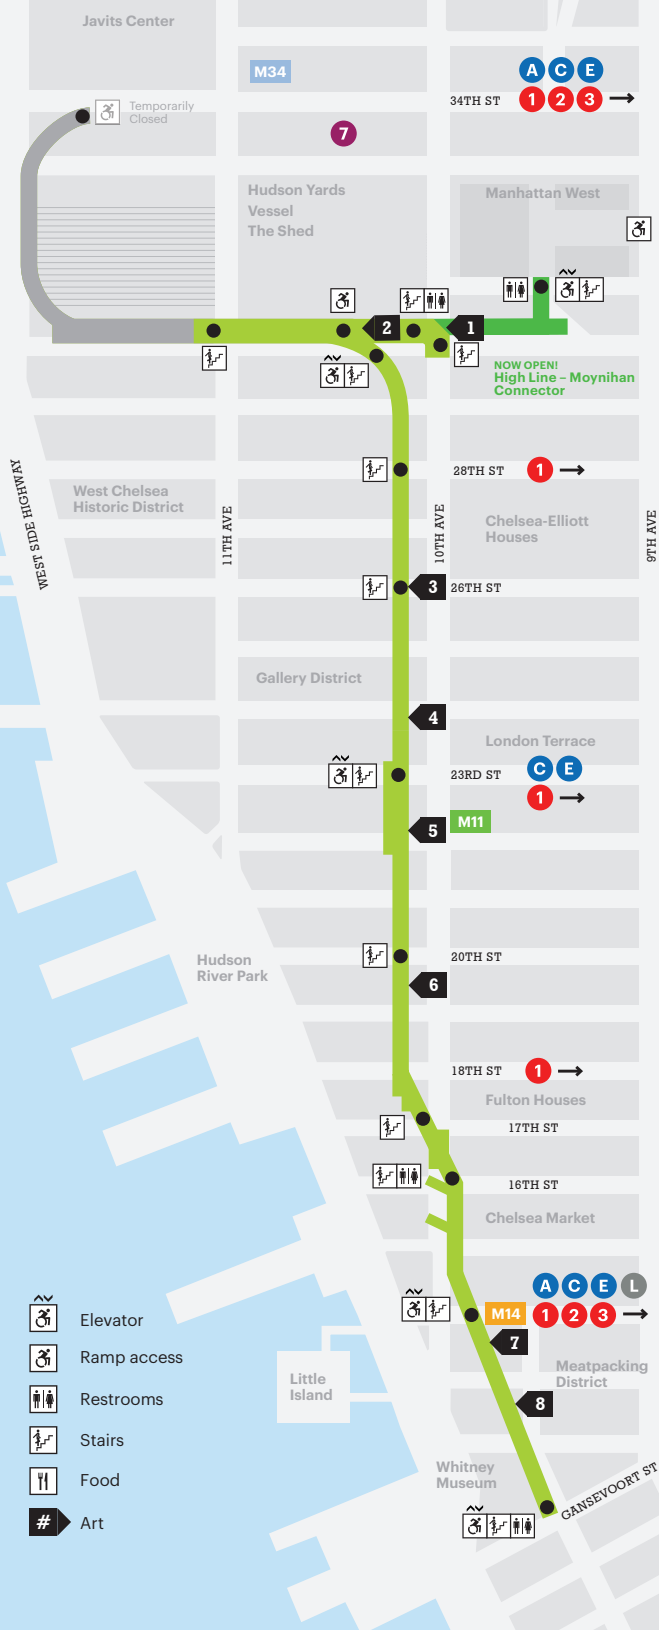 Javits Center
M34
A C E
34TH ST
1 2 3
Temporarily
Closed
7
Hudson Yards
Vessel
The Shed
Manhattan West
2
1
NOW OPEN!
High Line – Moynihan
Connector
28TH ST
1
WEST SIDE HIGHWAY
West Chelsea
Historic District
11TH AVE
10TH AVE
9TH AVE
Chelsea-Elliott
Houses
3
26TH ST
Gallery District
4
London Terrace
C E
23RD ST
1
5
M11
20TH ST
Hudson
River Park
6
18TH ST
1
Fulton Houses
17TH ST
16TH ST
Chelsea Market
A C E L
M14
1 2 3
7
Meatpacking
District
Little
Island
8
Whitney
Museum
GANSEVOORT ST
Elevator
Ramp access
Restrooms
Stairs
Food
# Art